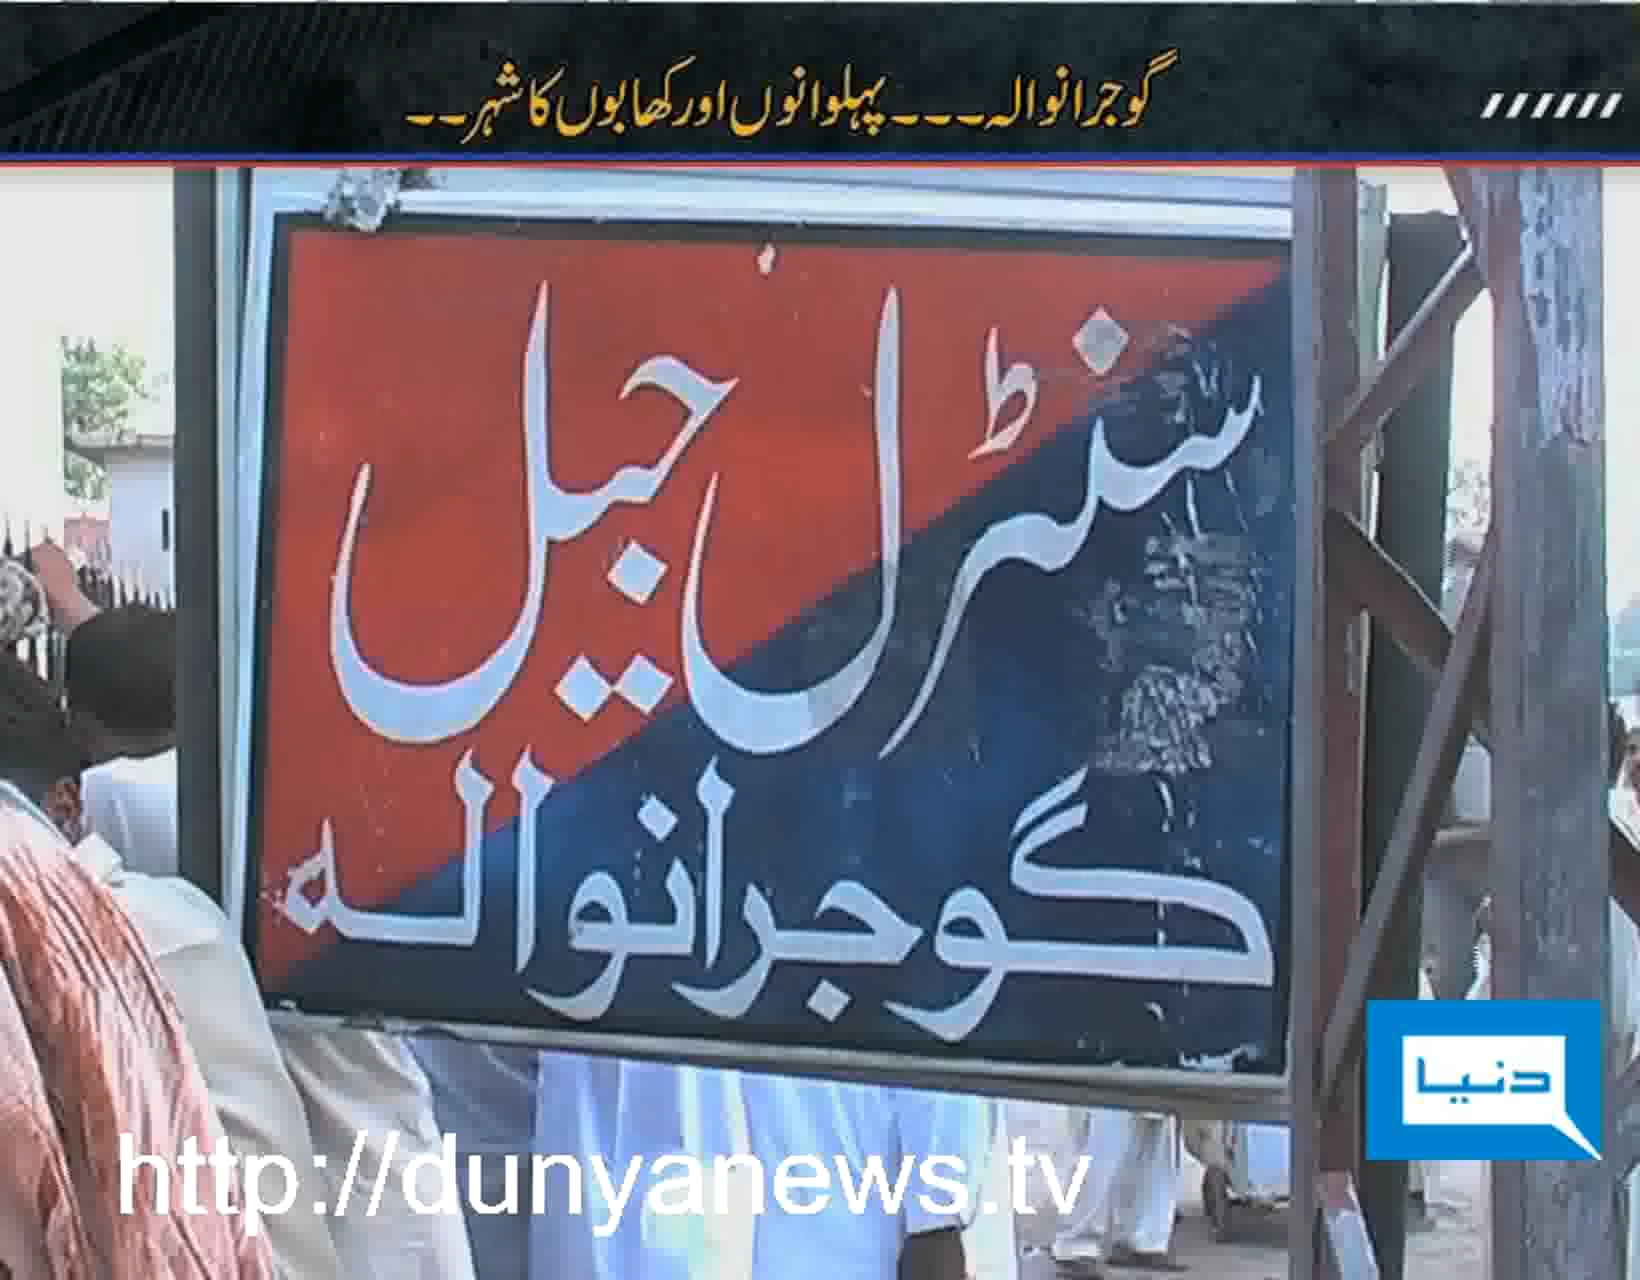 گوجرانوالہ۔۔۔پہلوانوں اور کھابوں کا شہر۔۔
سنٹرل جیل
گوجرانوالہ
دنیا
http://dunyanews.tv